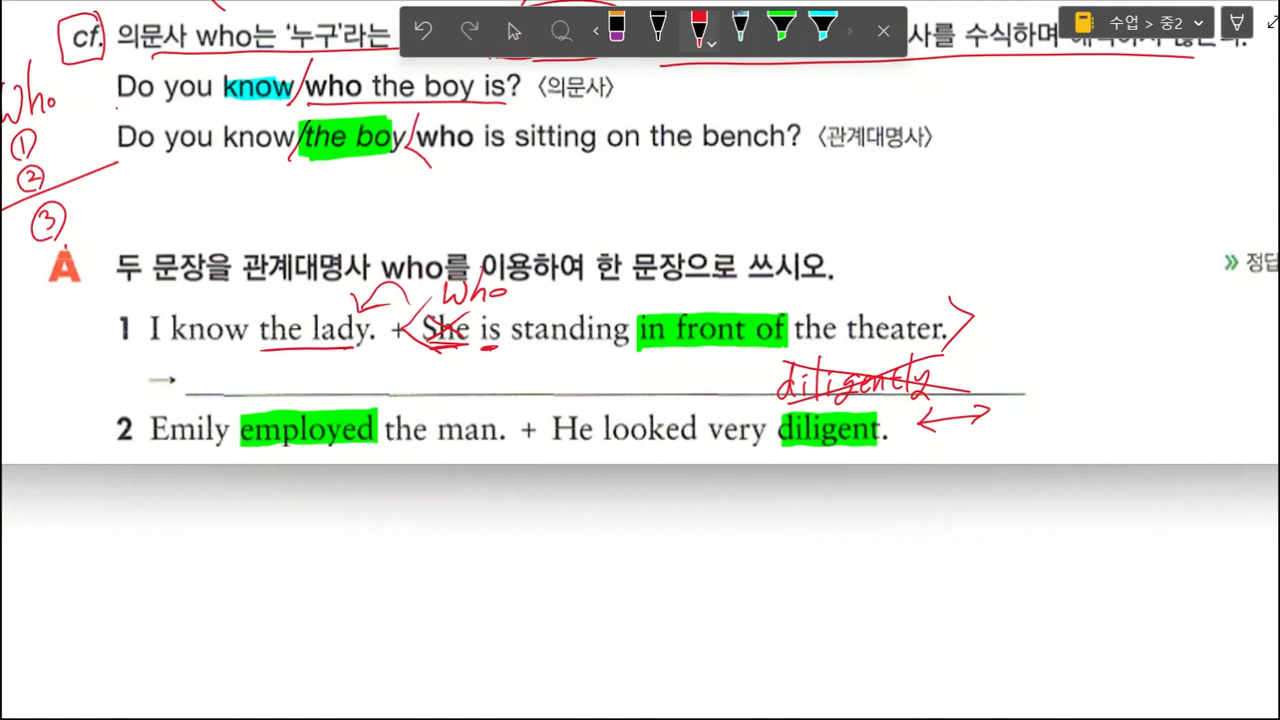 수업 > 중2
cf. 의문사 who는 '누구'라는 사를 수식하며
Do you know who the boy is? 〈의문사〉
Who
Do you know the boy who is sitting on the bench? 〈관계대명사〉
①
②
③
A 두 문장을 관계대명사 who를 이용하여 한 문장으로 쓰시오.
» 정답
Who
1 I know the lady. + She is standing in front of the theater.
→
diligently
2 Emily employed the man. + He looked very diligent.